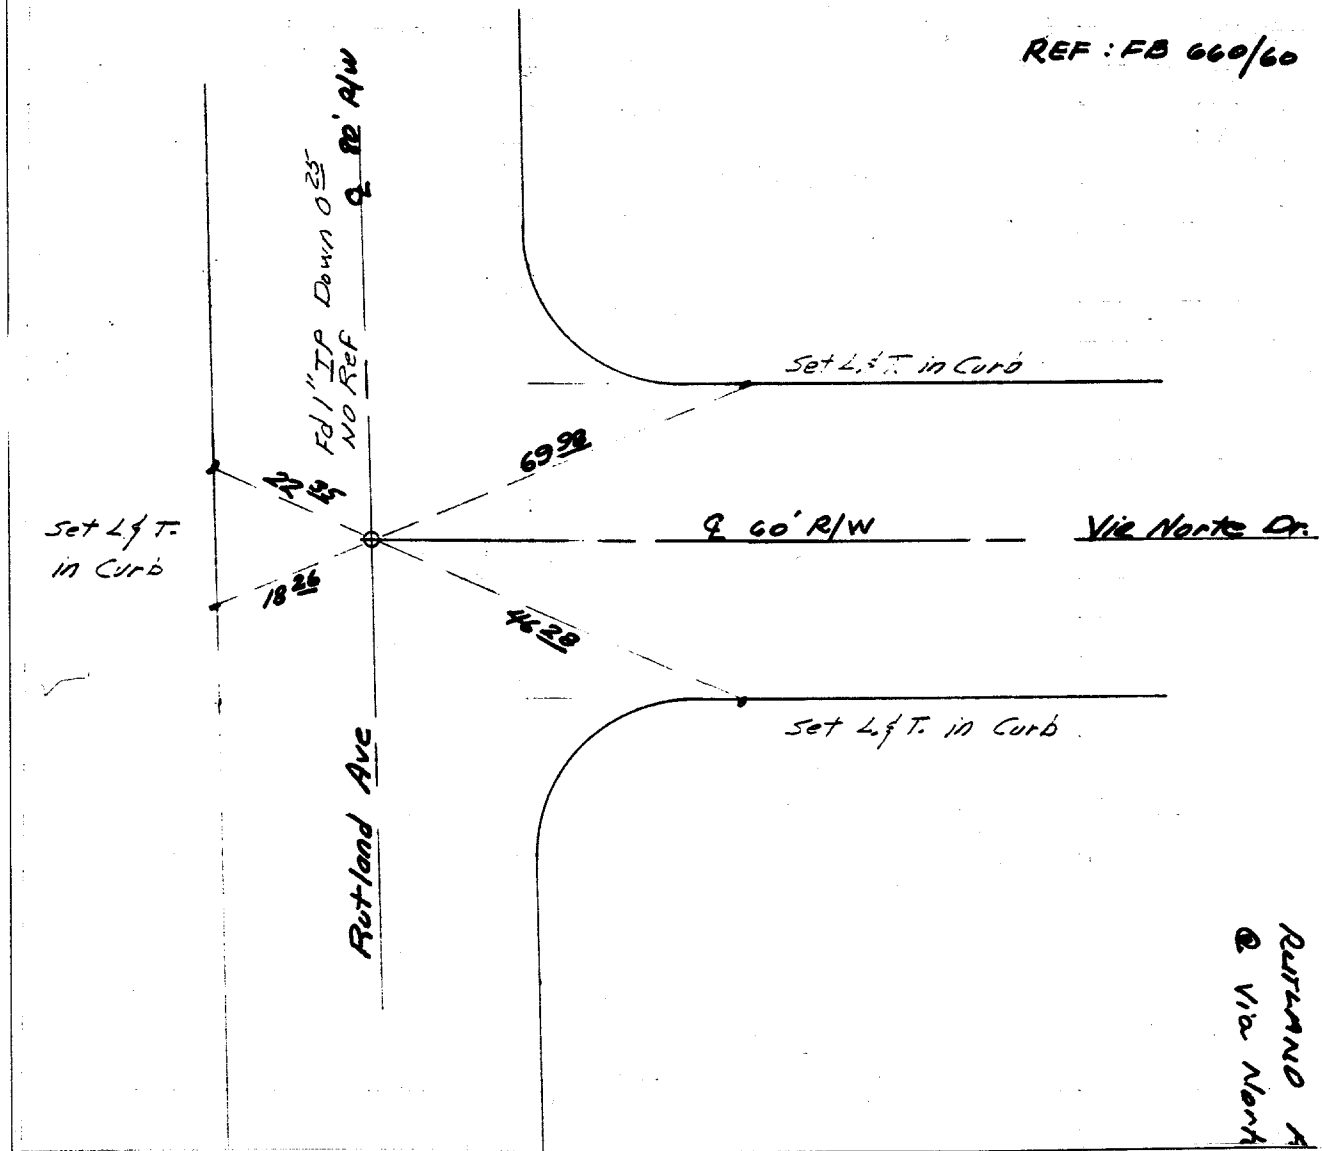 REF : FB 660/60
℄ 80' R/W
Fd 1" IP Down 0 25
NO Ref
Set L. & T. in Curb
69 98
22 35
Set L & T.
in Curb
℄ 60' R/W
Via Norte Dr.
18 26
46 28
Set L. & T. in Curb
Rutland Ave
RUTLAND A
@ Via Nort